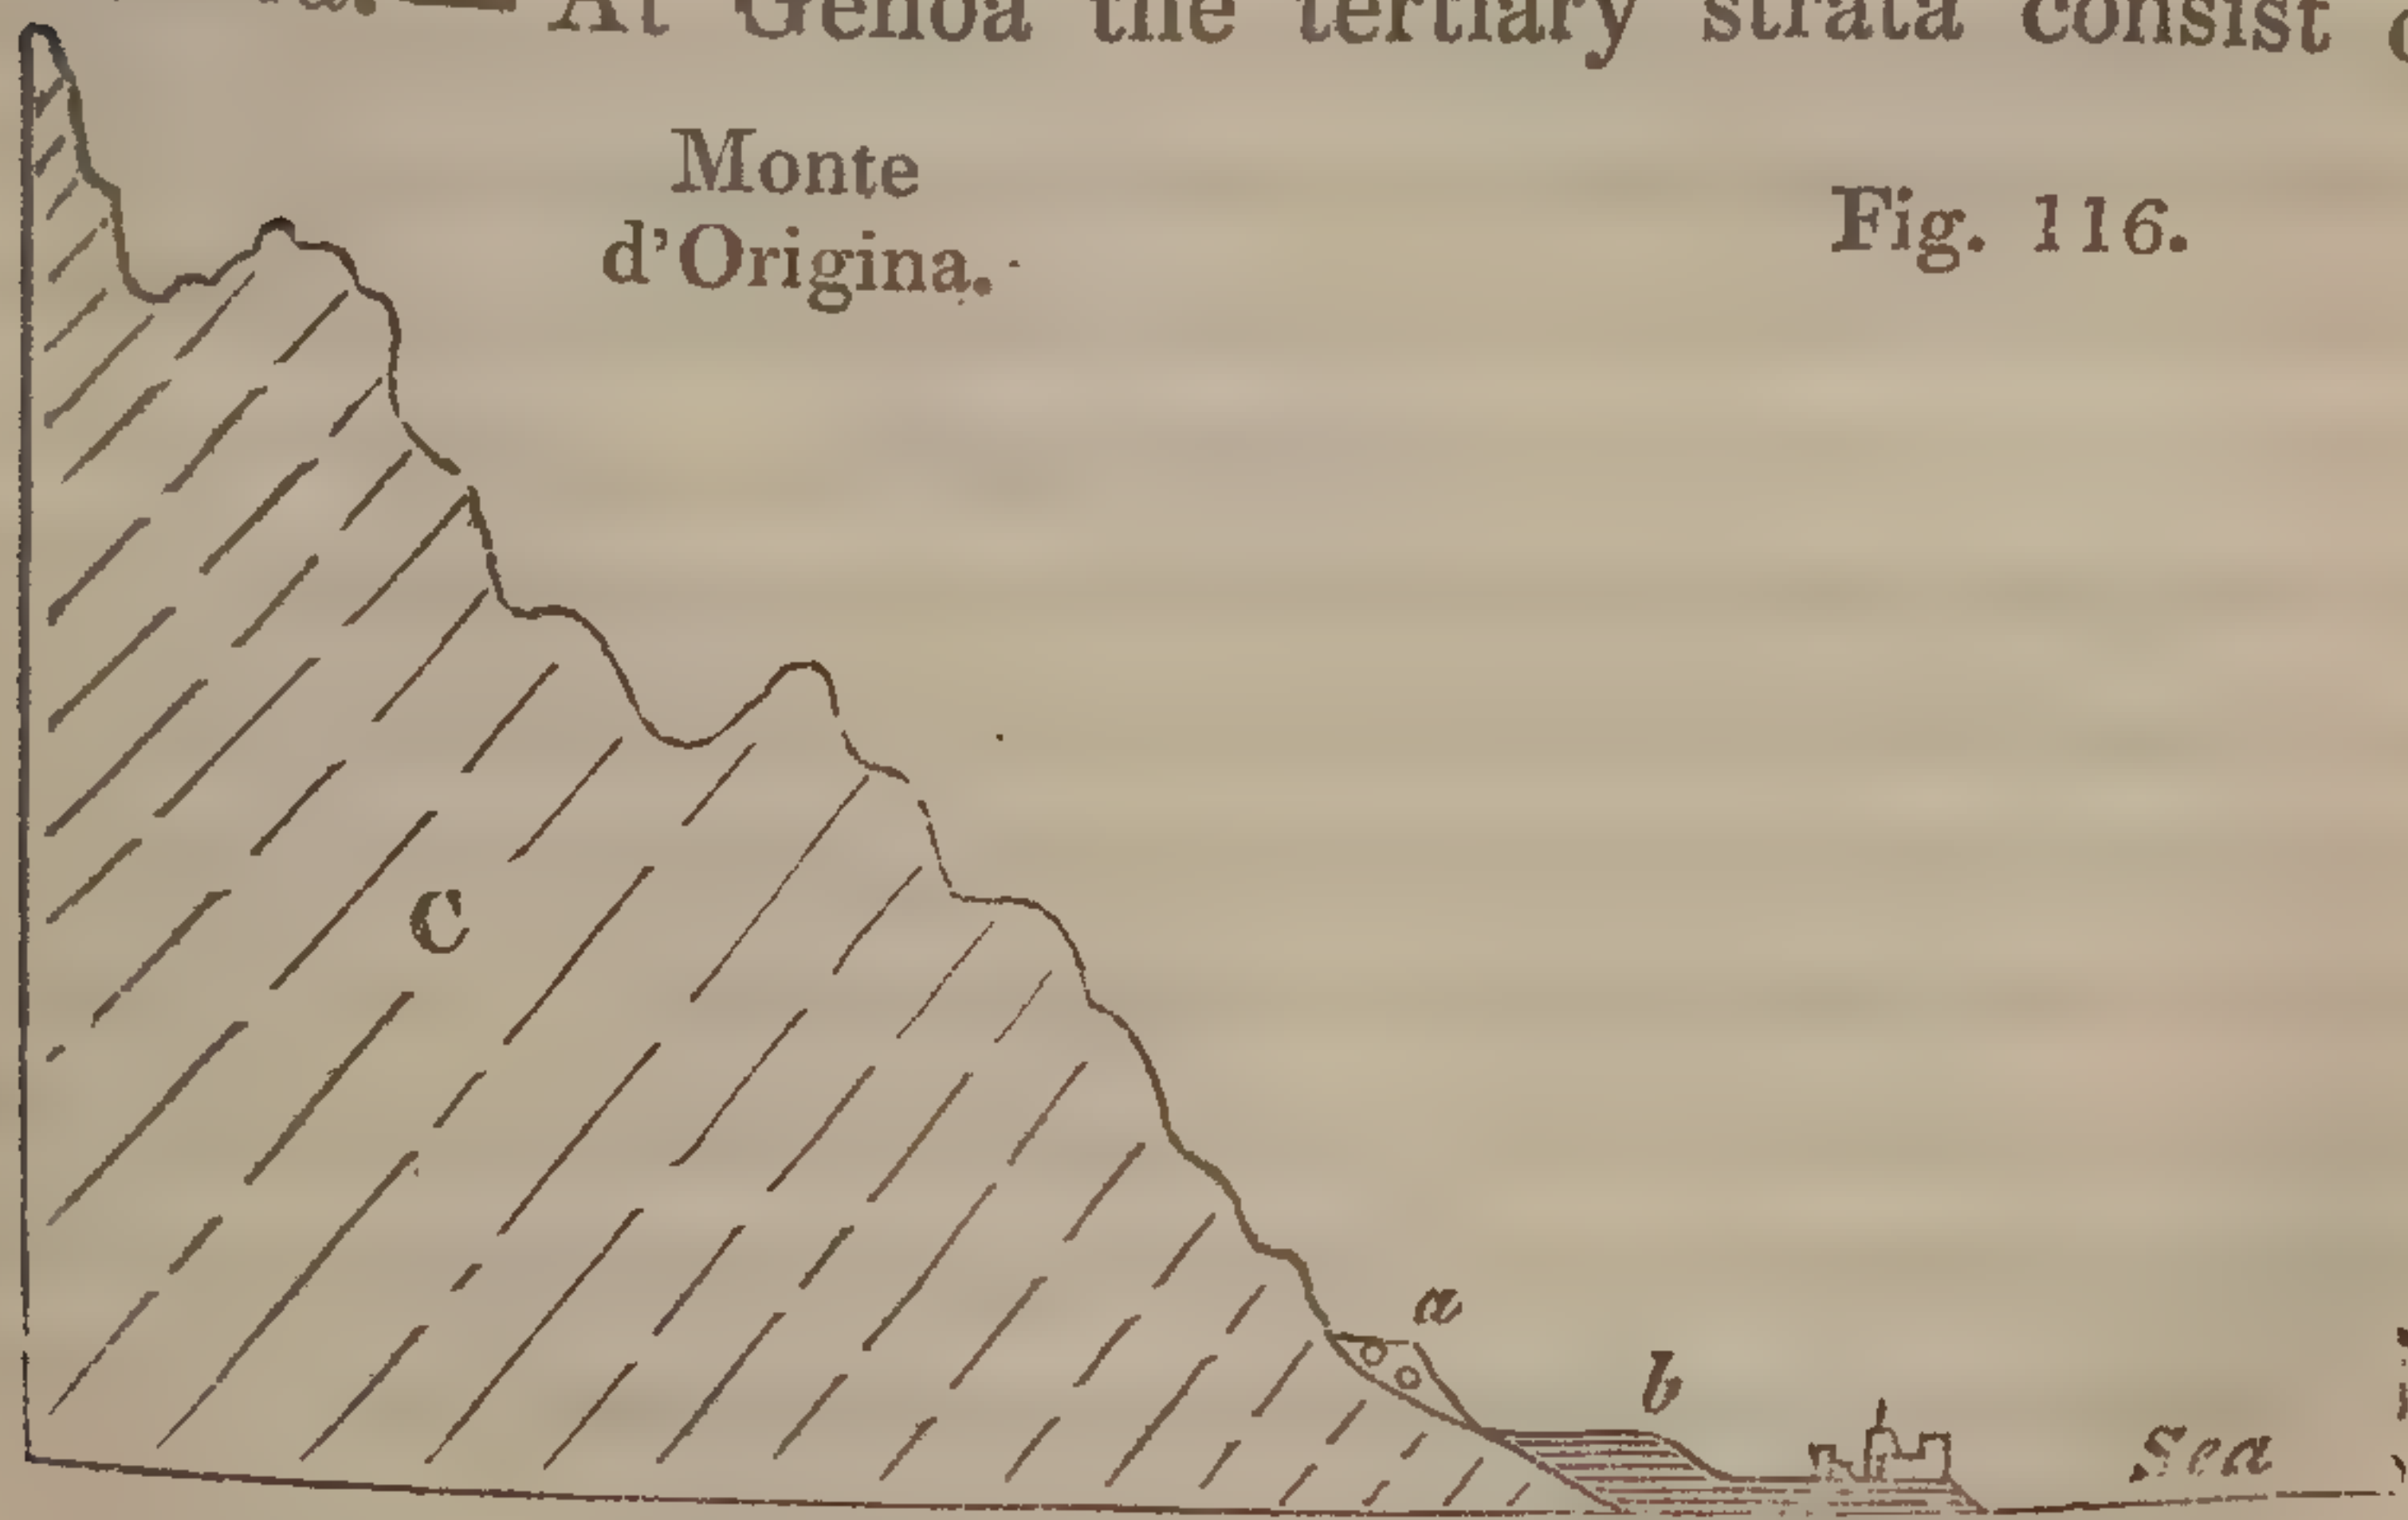 At Genoa the tertiary strata consist
Monte
d'Origina.
Fig. 116.
C
a
b
Sea